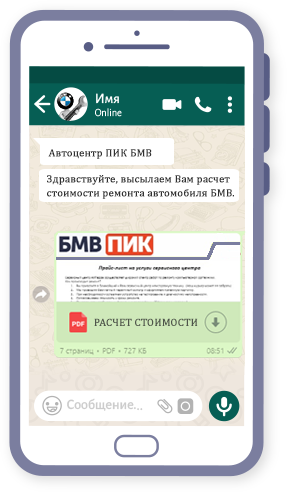 Имя
Online
Автоцентр ПИК БМВ
Здравствуйте, высылаем Вам расчет
стоимости ремонта автомобиля БМВ.
БМВ ПИК
Прайс-лист на услуги сервисного центра
PDF РАСЧЕТ СТОИМОСТИ
7 страниц • PDF • 727 КБ 08:51
Сообщение...